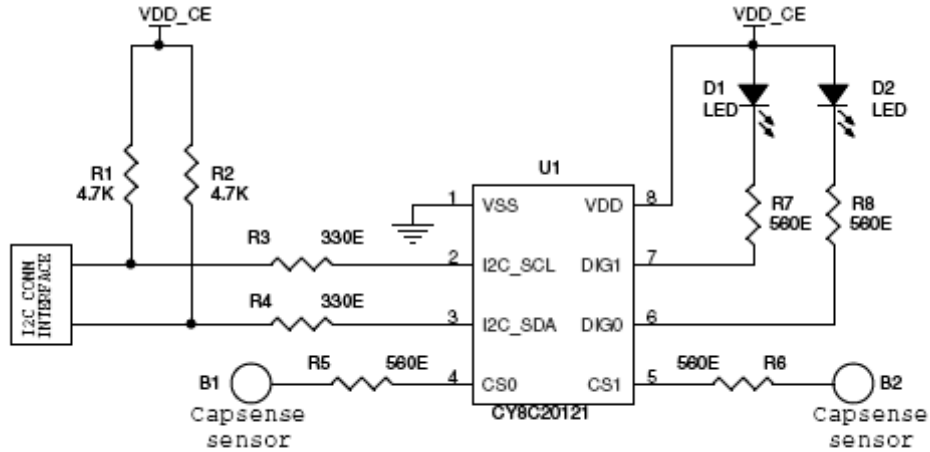 VDD_CE
VDD_CE
D1
LED
D2
LED
R1
4.7K
R2
4.7K
U1
R7
560E
R8
560E
1
VSS
VDD
8
R3
330E
2
I2C_SCL
DIG1
7
I2C CONN
INTERFACE
R4
330E
3
I2C_SDA
DIG0
6
B1
R5
560E
4
CS0
CS1
5
560E
R6
B2
CY8C20121
Capsense
sensor
Capsense
sensor